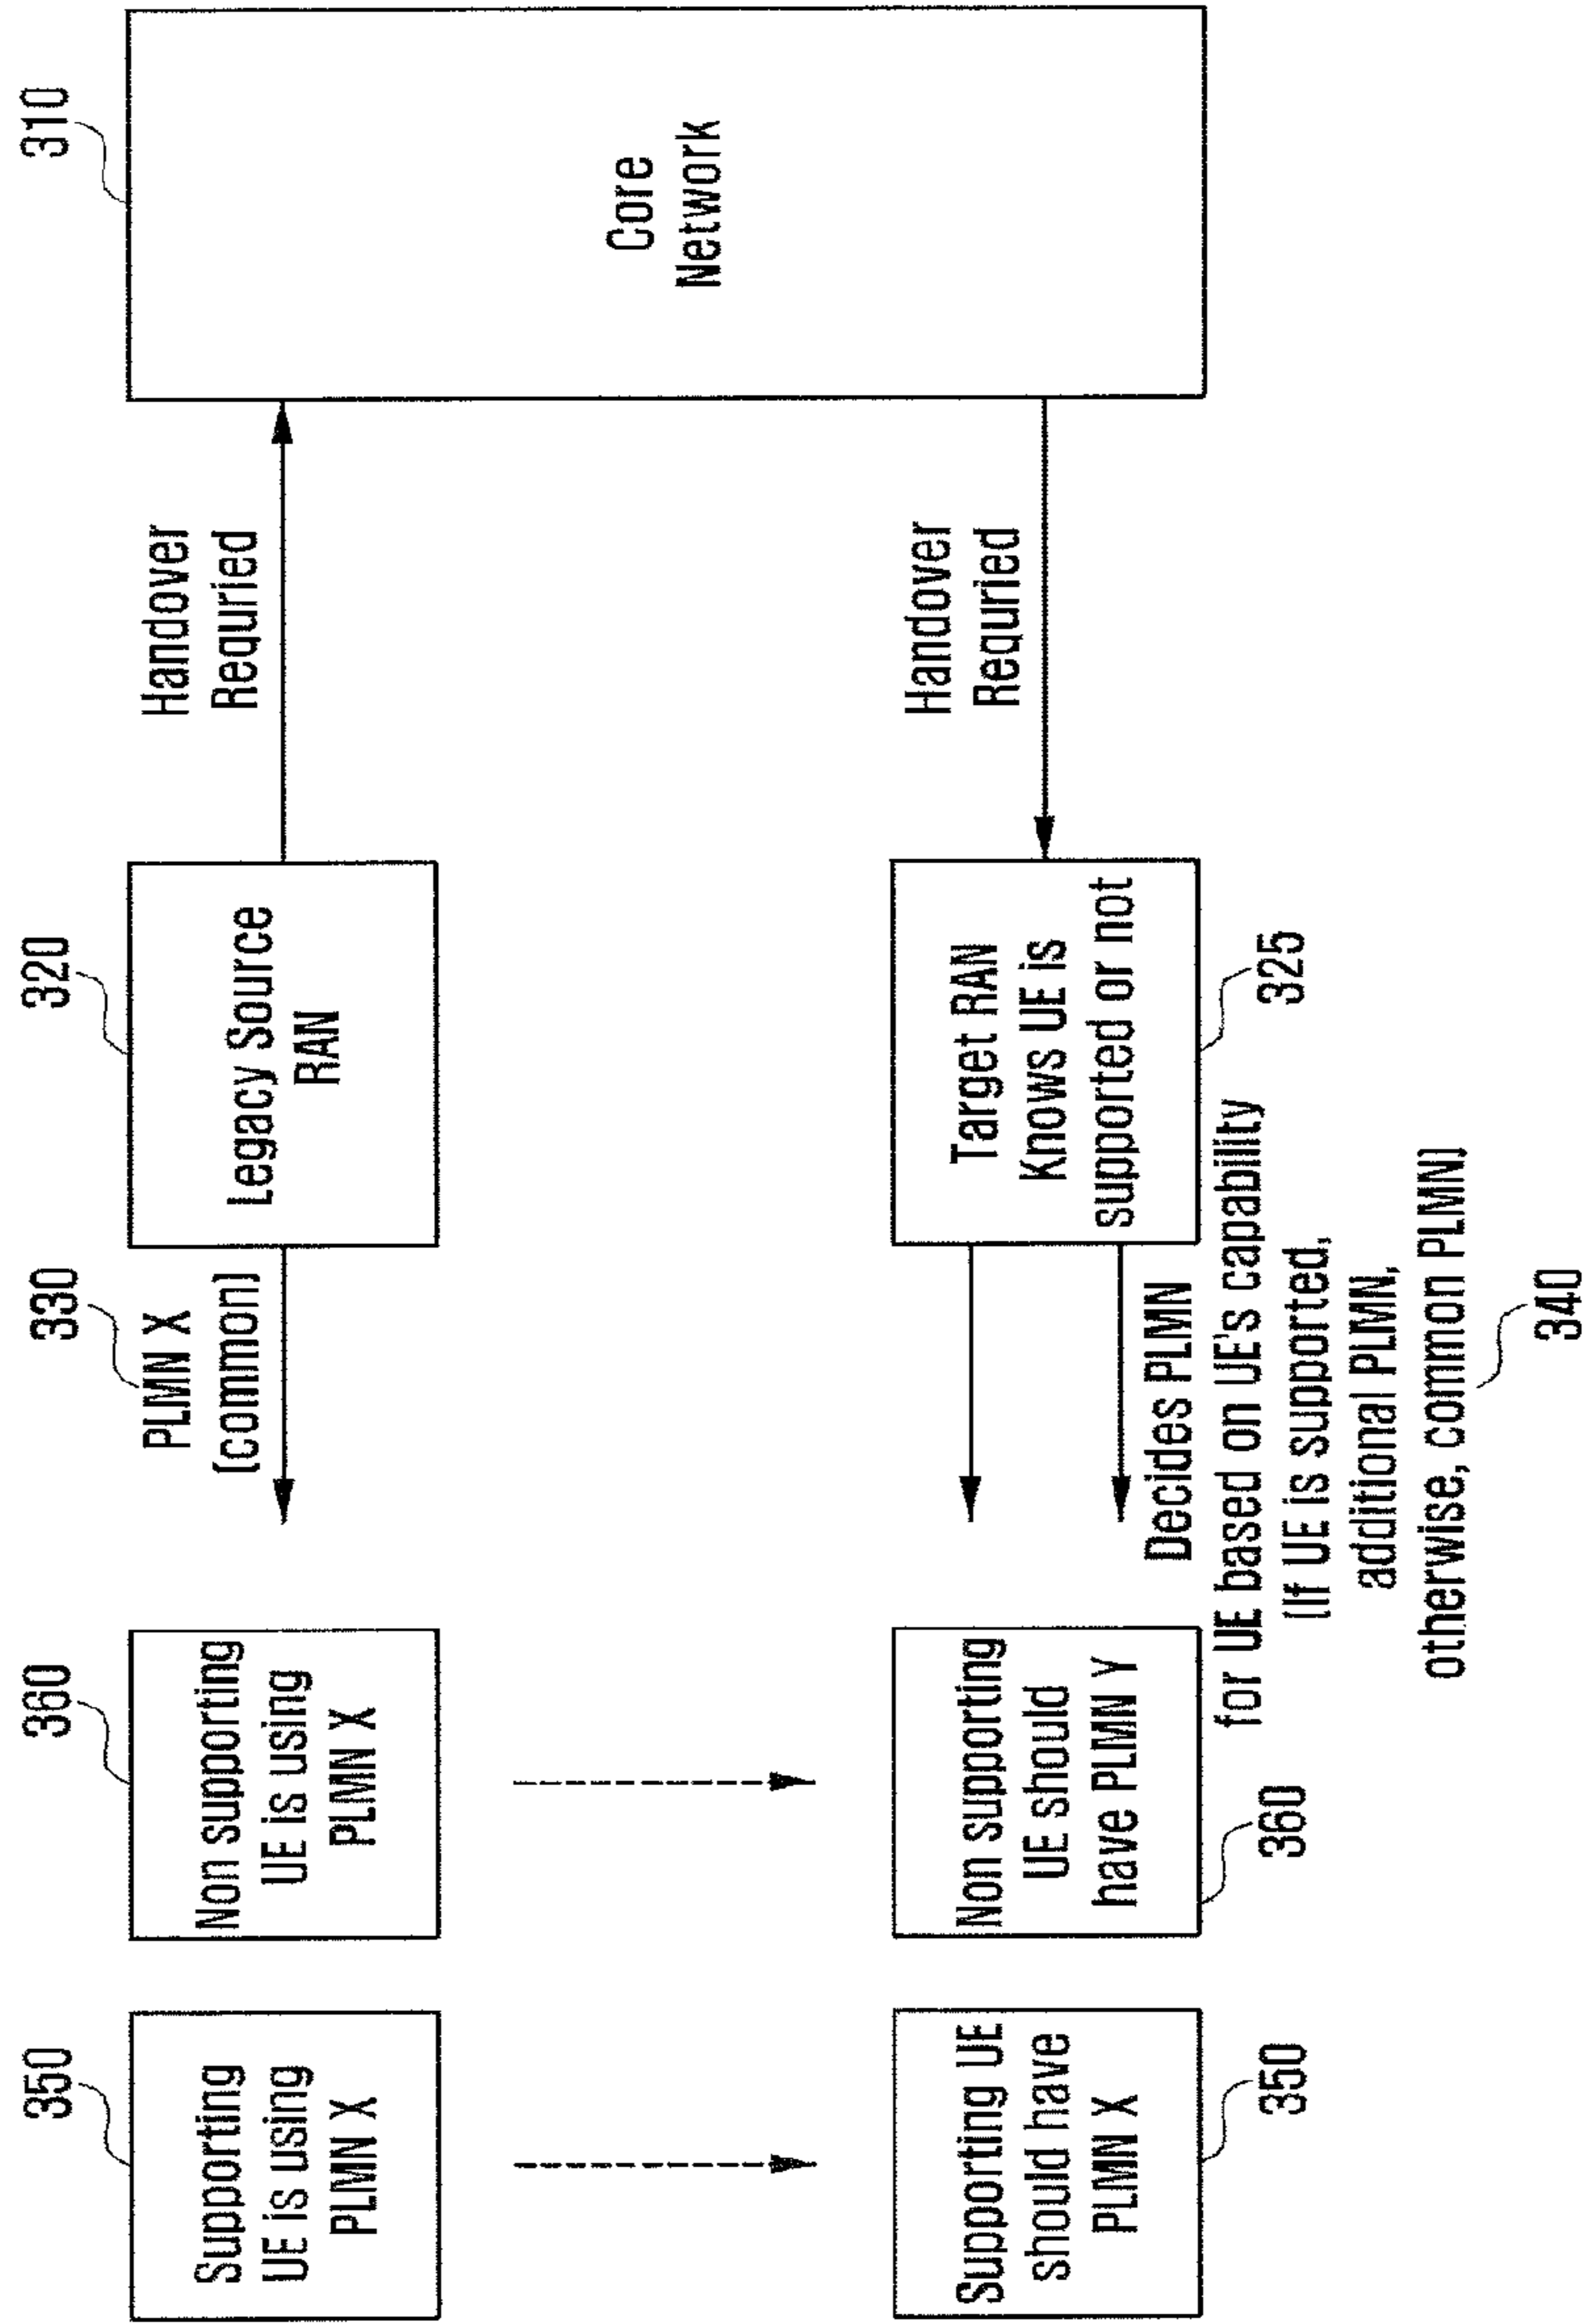 310
Core
Network
Handover
Requried
Handover
Requried
320
Legacy Source
RAN
Target RAN
Knows UE is
supported or not
325
330
PLMN X
(common)
Decides PLMN
for UE based on UE's capability
(If UE is supported,
additional PLMN,
otherwise, common PLMN)
340
360
Non supporting
UE is using
PLMN X
Non supporting
UE should
have PLMN Y
360
350
Supporting
UE is using
PLMN X
Supporting UE
should have
PLMN X
350